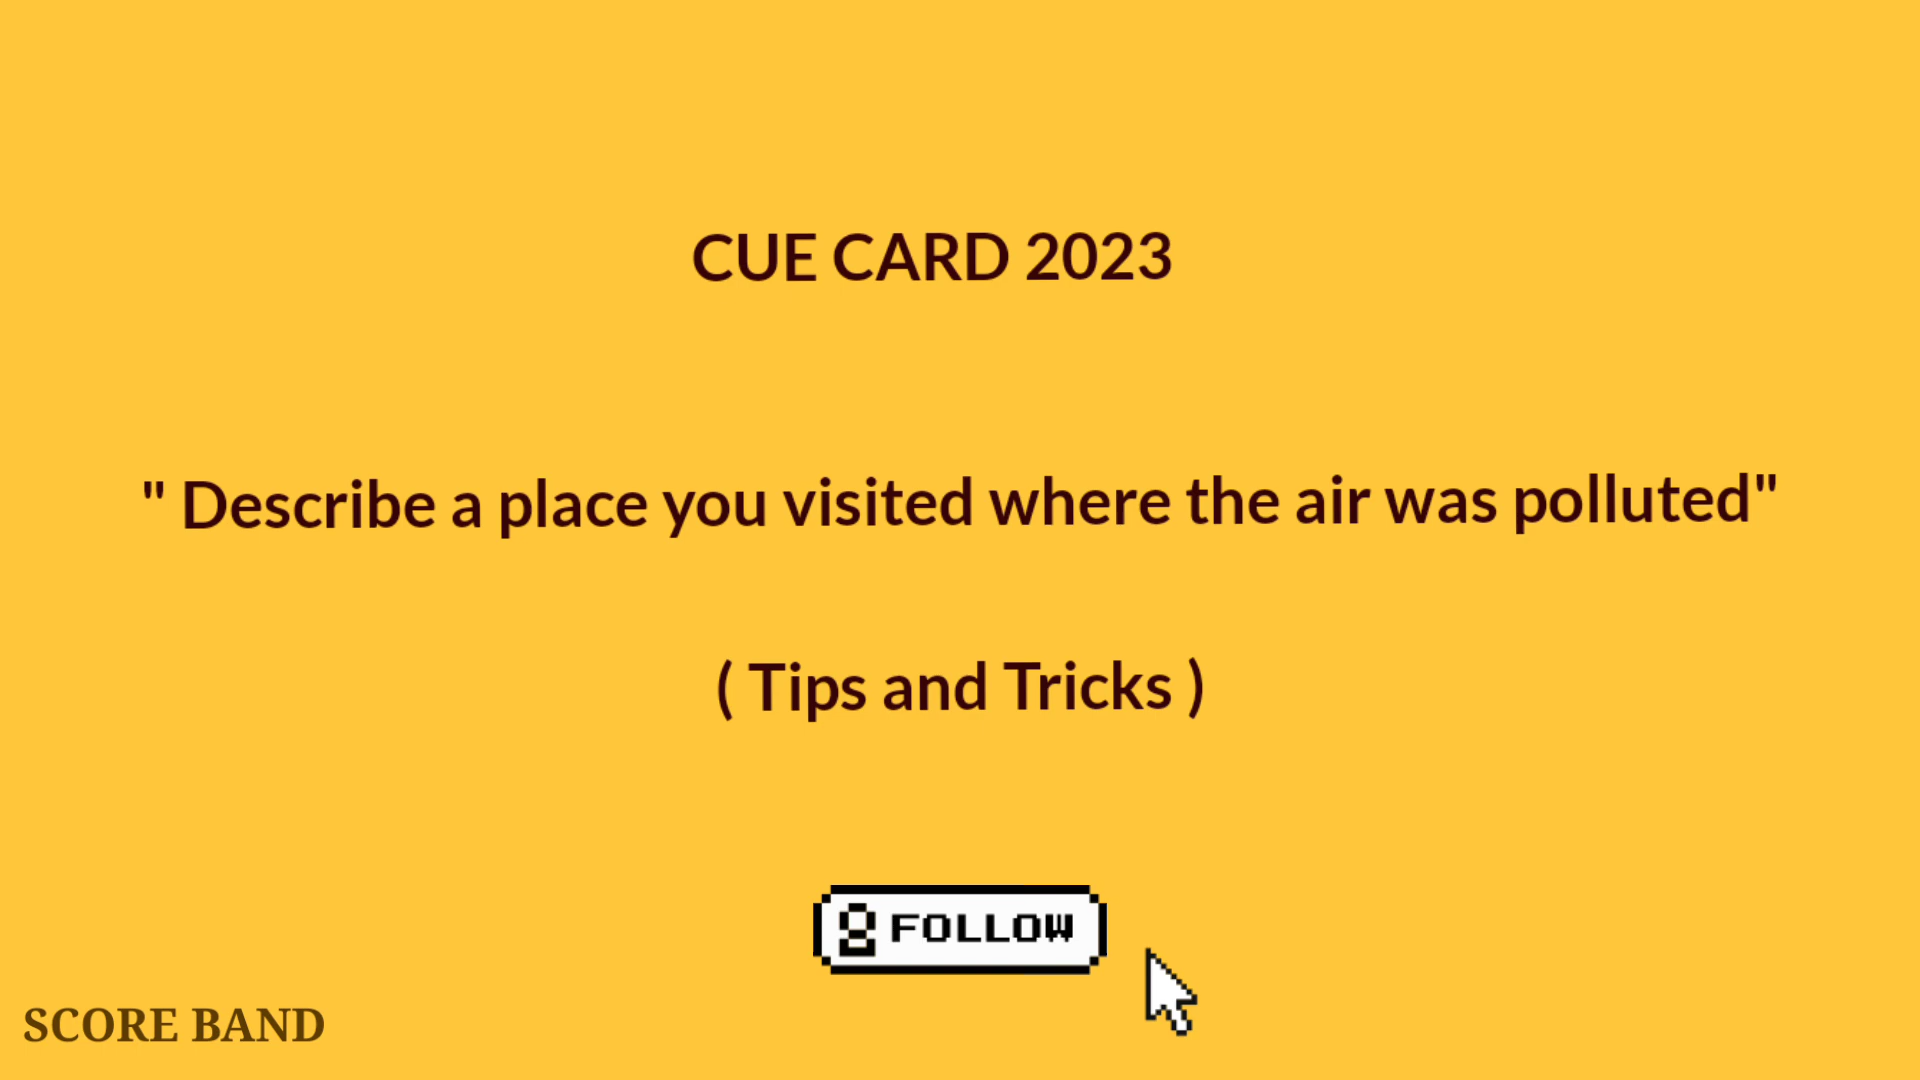 CUE CARD 2023
" Describe a place you visited where the air was polluted"
( Tips and Tricks )
FOLLOW
SCORE BAND